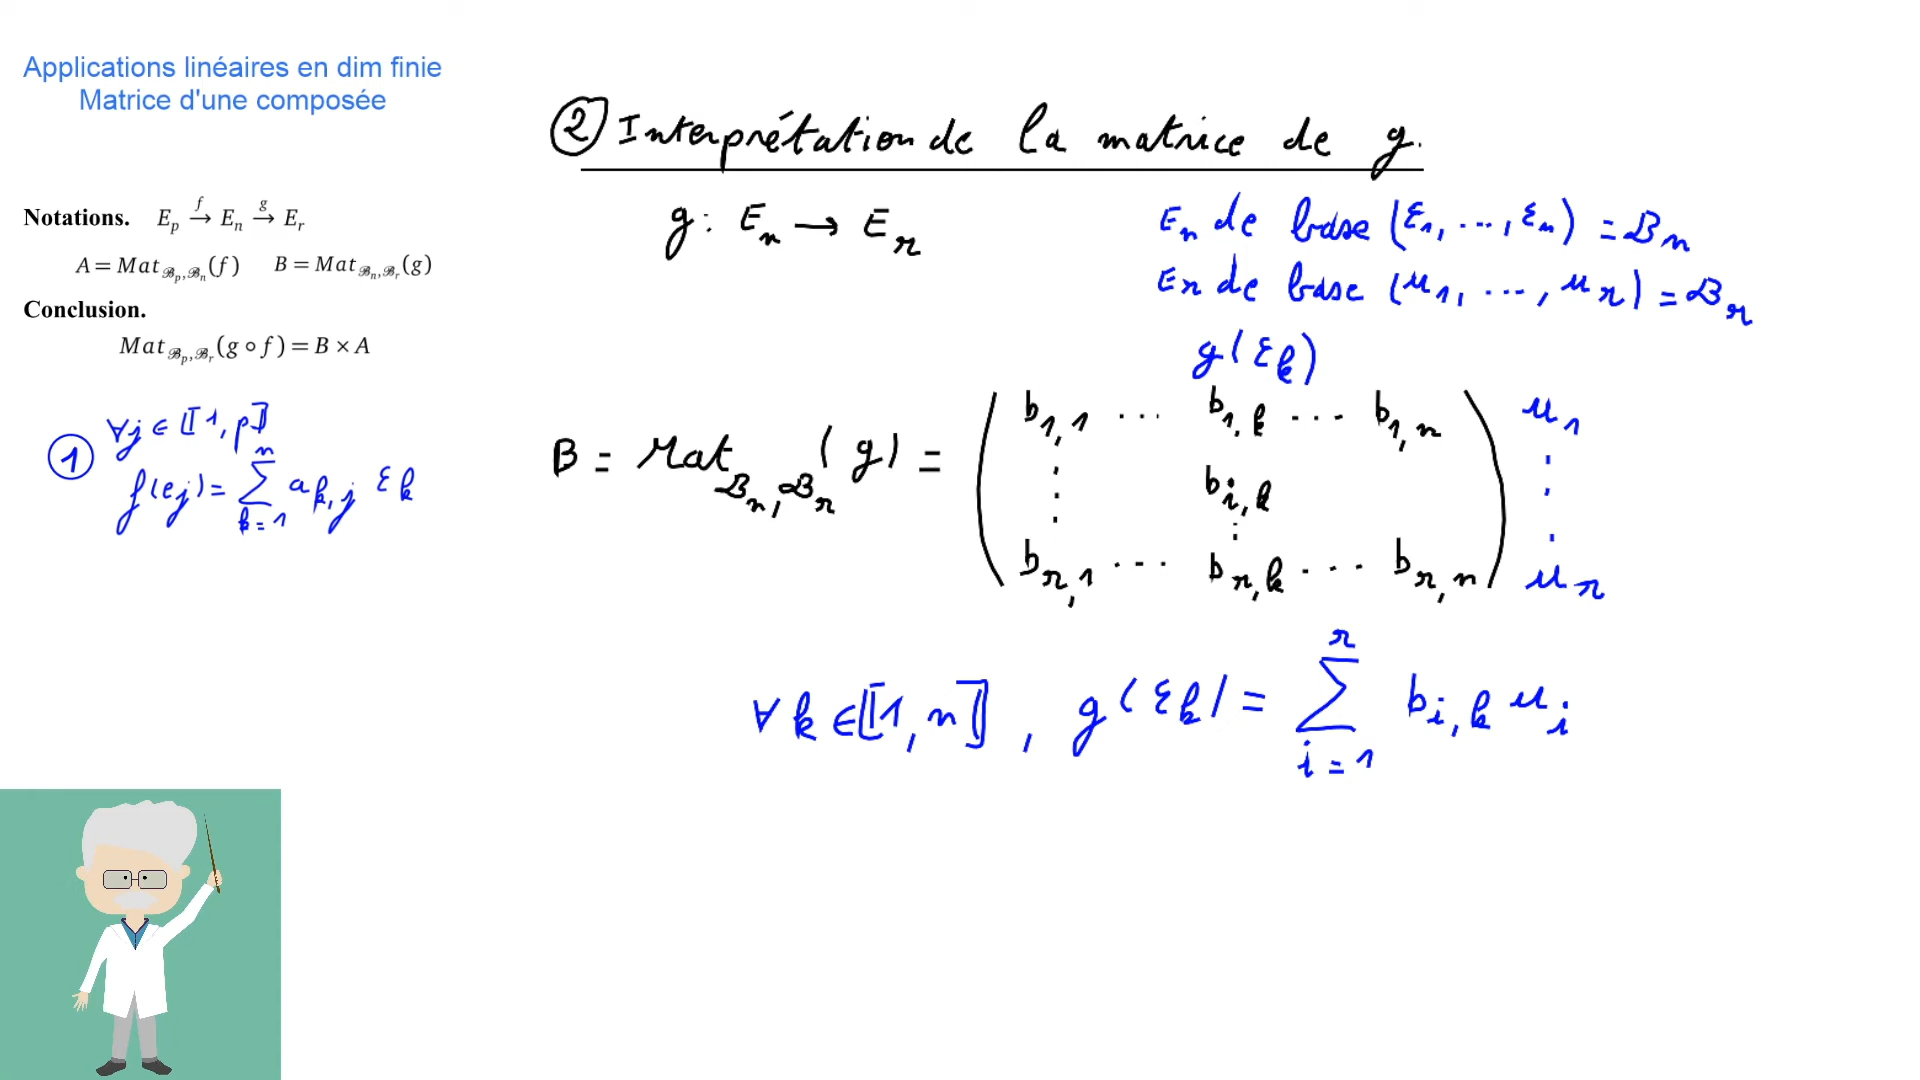 Applications linéaires en dim finie
Matrice d'une composée
Notations. E_p →^f E_n →^g E_r
A = Mat_{ℬ_p,ℬ_n}(f) B = Mat_{ℬ_n,ℬ_r}(g)
Conclusion.
Mat_{ℬ_p,ℬ_r}(g ∘ f) = B × A
① ∀j ∈ ⟦1, p⟧
f(e_j) = ∑_{k=1}^{n} a_{k,j} ε_k
② Interprétation de la matrice de g.
g : E_n → E_r
E_n de base (ε_1, ..., ε_n) = ℬ_n
E_r de base (u_1, ..., u_r) = ℬ_r
g(ε_k)
B = Mat_{ℬ_n,ℬ_r}(g) =
b_{1,1} ... b_{1,k} ... b_{1,n} u_1
⋮ b_{i,k} ⋮
b_{r,1} ... b_{r,k} ... b_{r,n} u_r
∀k ∈ ⟦1, n⟧, g(ε_k) = ∑_{i=1}^{r} b_{i,k} u_i